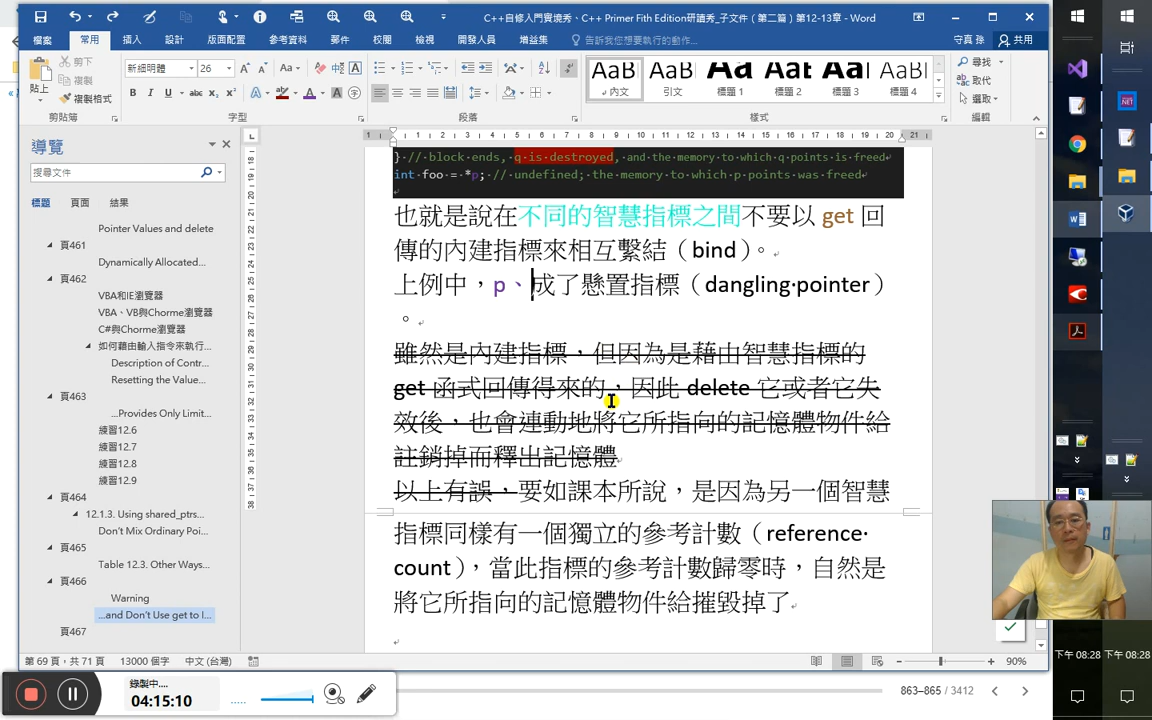 C++自修入門實境秀、C++ Primer Fith Edition研讀秀_子文件（第二篇）第12-13章 - Word
檔案 常用 插入 設計 版面配置 參考資料 郵件 校閱 檢視 開發人員 增益集 告訴我您想要執行的動作... 守真 孫 共用
貼上
剪下
複製
複製格式
新細明體 26
AaBb AaBb AaB Aat Aal AaBbl
內文 引文 標題 1 標題 2 標題 3 標題 4
尋找
取代
選取
剪貼簿 字型 段落 樣式 編輯
導覽
搜尋文件
標題 頁面 結果
Pointer Values and delete
頁461
Dynamically Allocated...
頁462
VBA和IE瀏覽器
VBA、VB與Chorme瀏覽器
C#與Chorme瀏覽器
如何藉由輸入指令來執行...
Description of Contr...
Resetting the Value...
頁463
...Provides Only Limit...
練習12.6
練習12.7
練習12.8
練習12.9
頁464
12.1.3. Using shared_ptrs...
Don't Mix Ordinary Poi...
頁465
Table 12.3. Other Ways...
頁466
Warning
...and Don't Use get to I...
頁467
} // block ends, q is destroyed, and the memory to which q points is freed
int foo = *p; // undefined; the memory to which p points was freed
也就是說在不同的智慧指標之間不要以 get 回
傳的內建指標來相互繫結（bind）。
上例中，p、成了懸置指標（dangling pointer）
。
雖然是內建指標，但因為是藉由智慧指標的
get 函式回傳得來的，因此 delete 它或者它失
效後，也會連動地將它所指向的記憶體物件給
註銷掉而釋出記憶體
以上有誤，要如課本所說，是因為另一個智慧
指標同樣有一個獨立的參考計數（reference
count），當此指標的參考計數歸零時，自然是
將它所指向的記憶體物件給摧毀掉了
第 69 頁，共 71 頁 13000 個字 中文 (台灣) 90%
錄製中....
04:15:10
863–865 / 3412
下午 08:28 下午 08:28